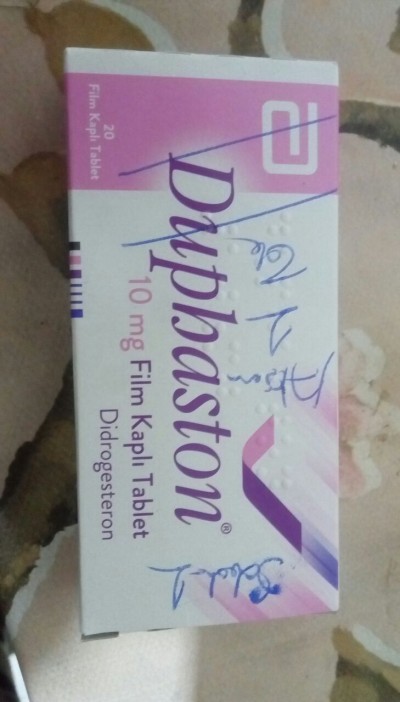 20
Film Kaplı Tablet
Duphaston®
10 mg Film Kaplı Tablet
Didrogesteron